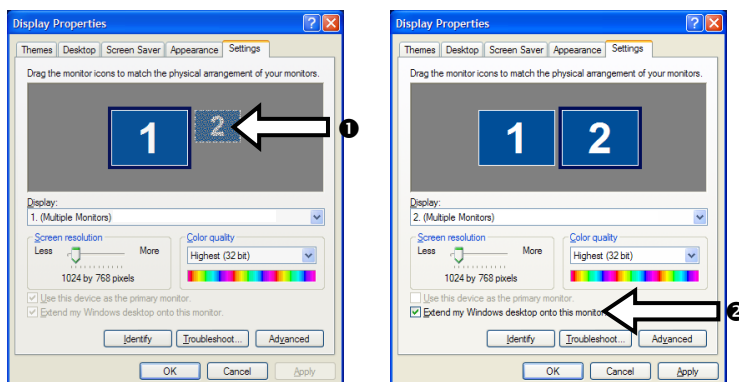 Display Properties
Themes Desktop Screen Saver Appearance Settings
Drag the monitor icons to match the physical arrangement of your monitors.
1 2
❶
Display:
1. (Multiple Monitors)
Screen resolution
Less More
1024 by 768 pixels
Color quality
Highest (32 bit)
Use this device as the primary monitor.
Extend my Windows desktop onto this monitor.
Identify Troubleshoot... Advanced
OK Cancel Apply
Display Properties
Themes Desktop Screen Saver Appearance Settings
Drag the monitor icons to match the physical arrangement of your monitors.
1 2
Display:
2. (Multiple Monitors)
Screen resolution
Less More
1024 by 768 pixels
Color quality
Highest (32 bit)
Use this device as the primary monitor.
Extend my Windows desktop onto this monitor.
❷
Identify Troubleshoot... Advanced
OK Cancel Apply